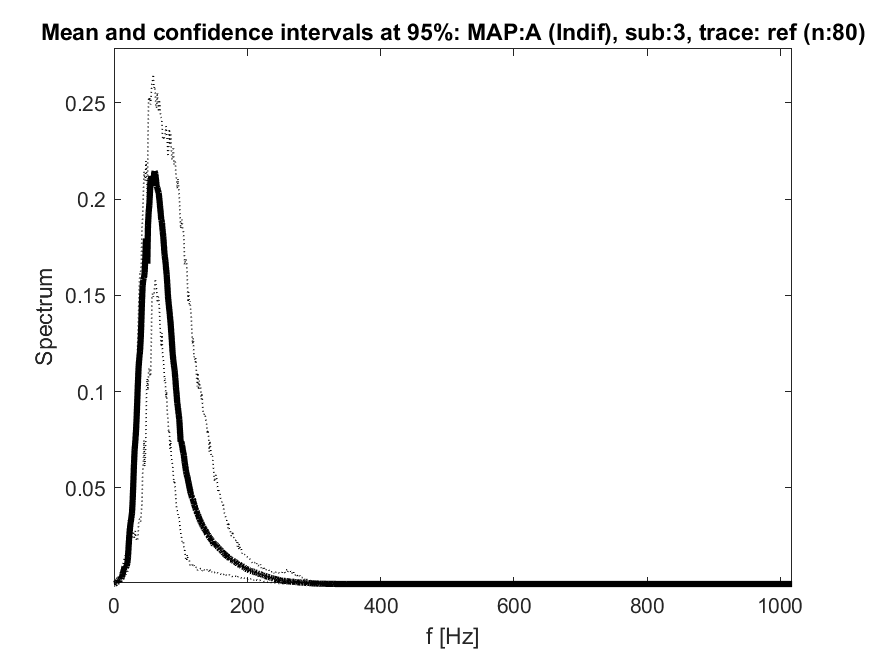 Mean and confidence intervals at 95%: MAP:A (Indif), sub:3, trace: ref (n:80)
0.25
0.2
0.15
0.1
0.05
Spectrum
0 200 400 600 800 1000
f [Hz]